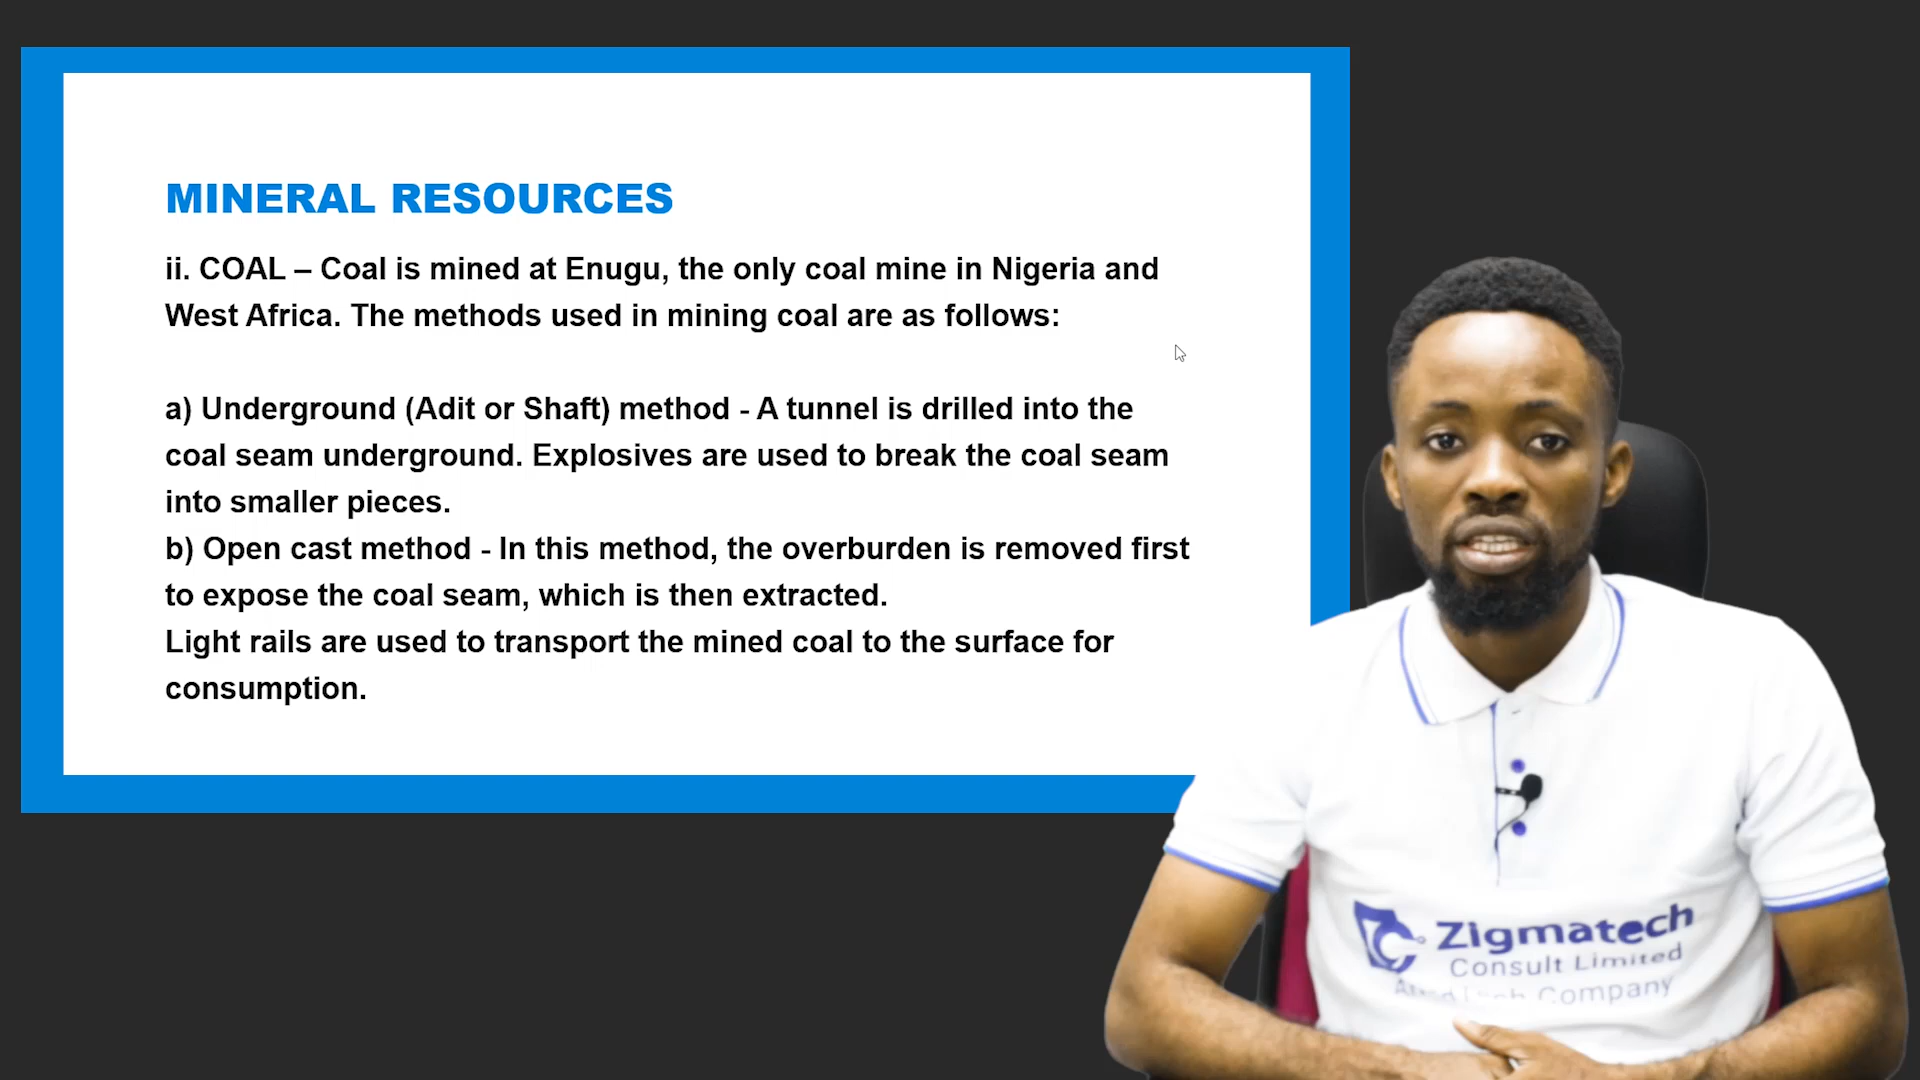 MINERAL RESOURCES
ii. COAL – Coal is mined at Enugu, the only coal mine in Nigeria and
West Africa. The methods used in mining coal are as follows:
a) Underground (Adit or Shaft) method - A tunnel is drilled into the
coal seam underground. Explosives are used to break the coal seam
into smaller pieces.
b) Open cast method - In this method, the overburden is removed first
to expose the coal seam, which is then extracted.
Light rails are used to transport the mined coal to the surface for
consumption.
Zigmatech
Consult Limited
Company